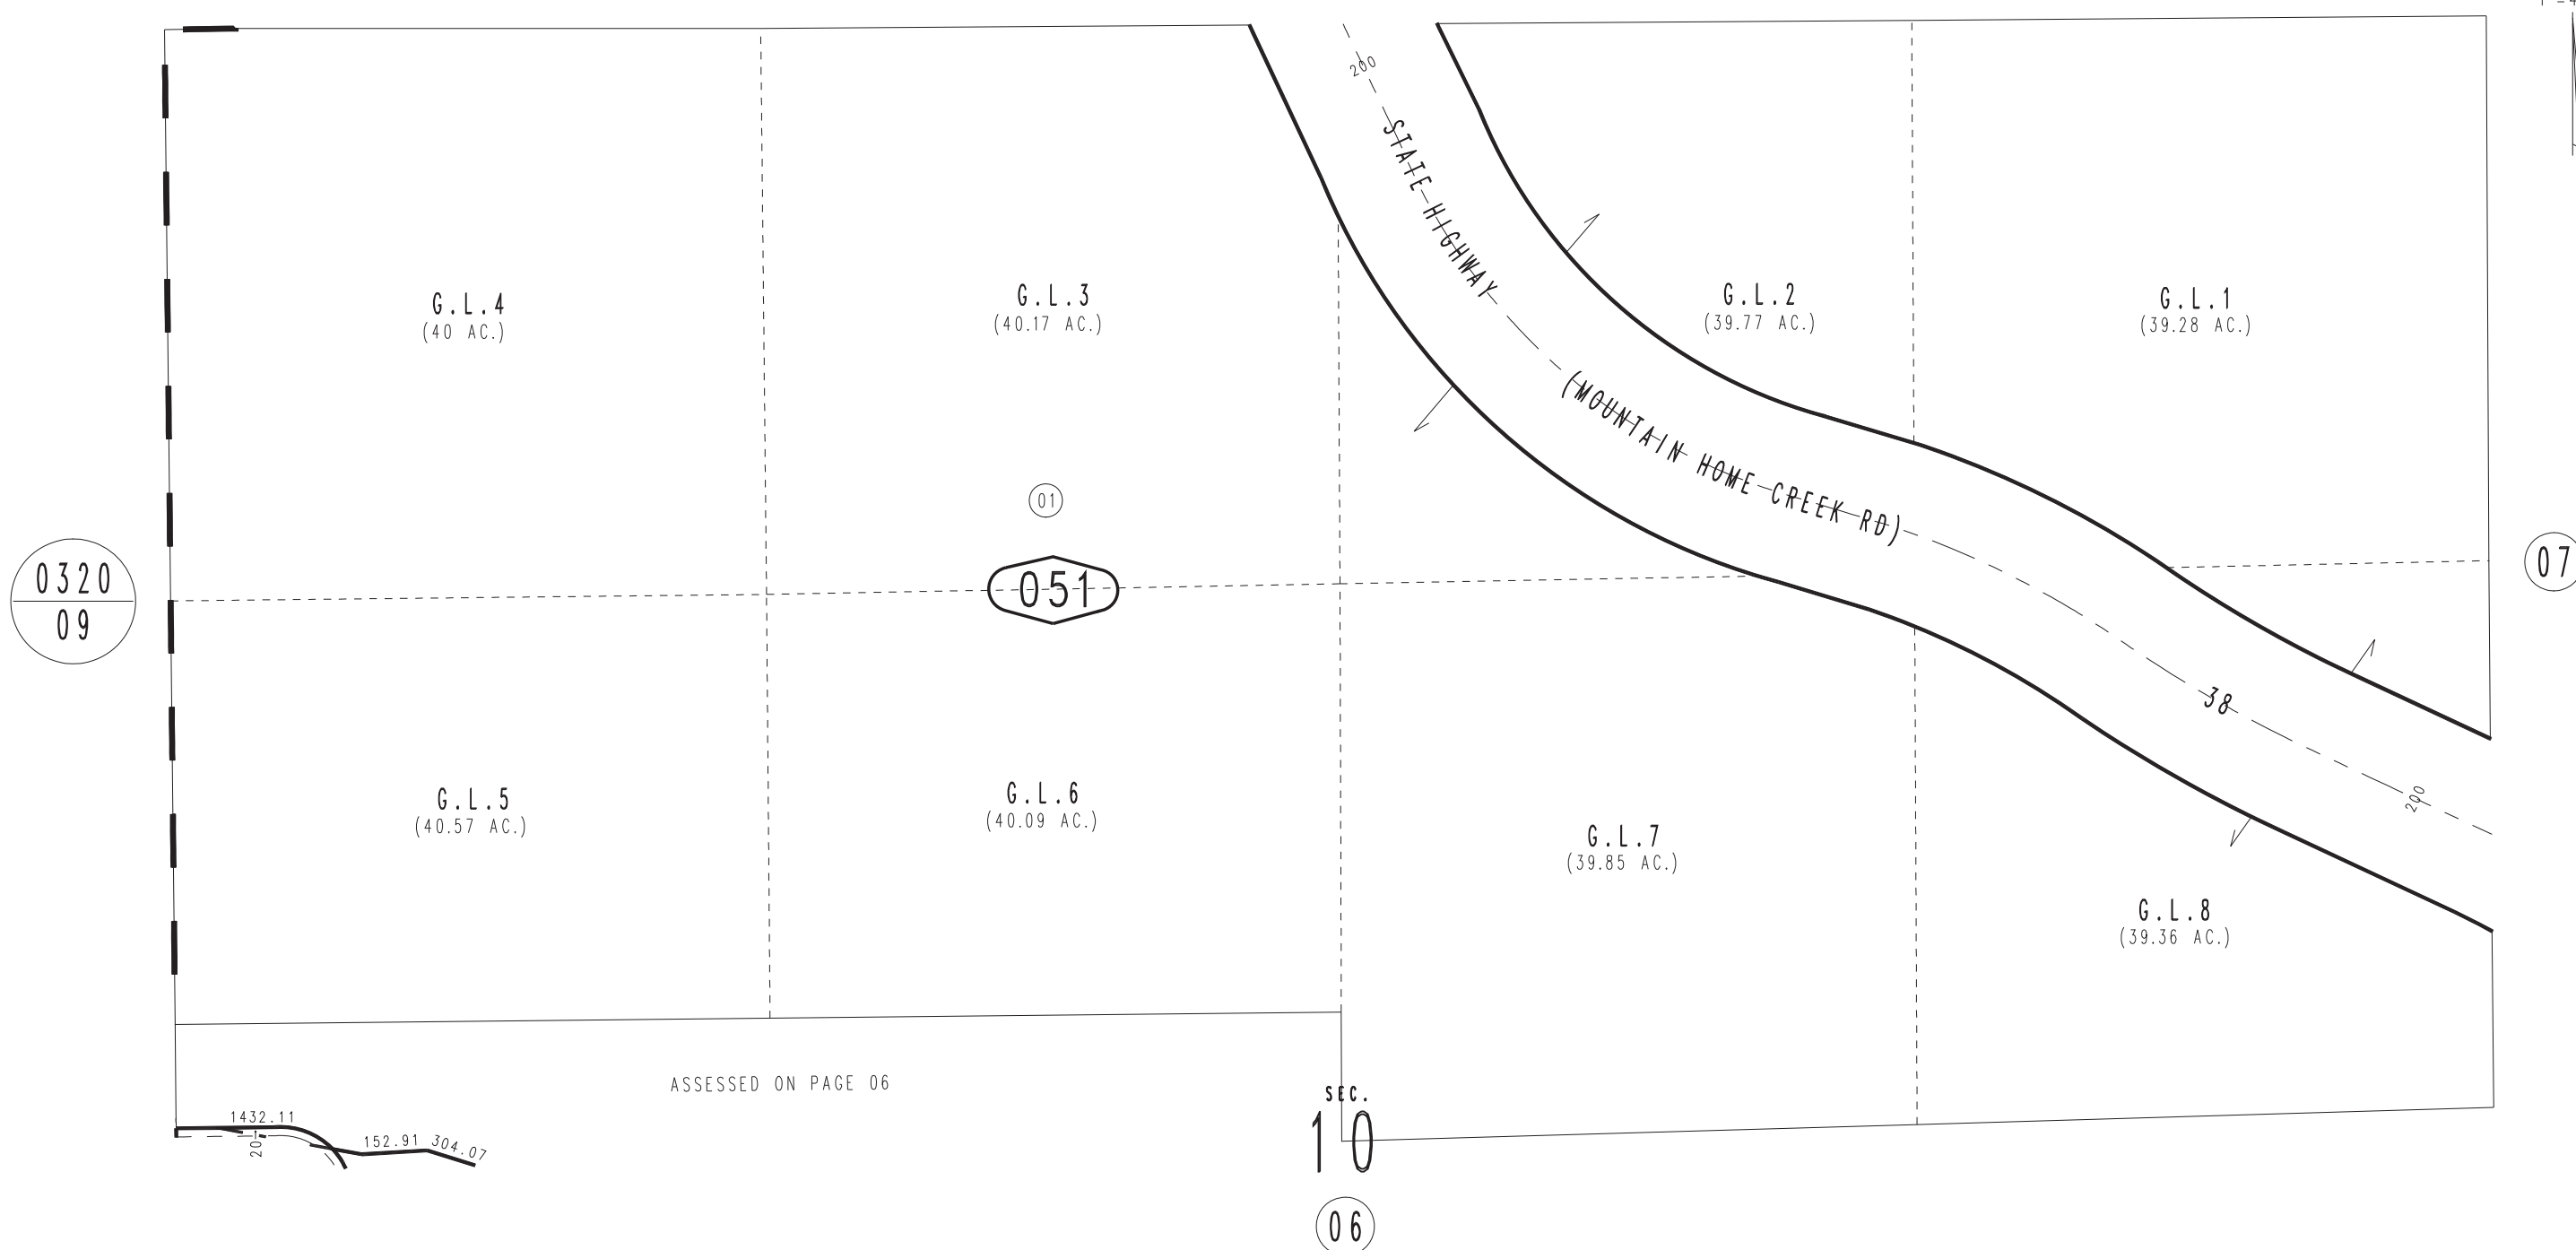 200
STATE HIGHWAY
G.L.4
(40 AC.)
G.L.3
(40.17 AC.)
G.L.2
(39.77 AC.)
G.L.1
(39.28 AC.)
(MOUNTAIN HOME CREEK RD)
01
051
0320
09
07
38
200
G.L.5
(40.57 AC.)
G.L.6
(40.09 AC.)
G.L.7
(39.85 AC.)
G.L.8
(39.36 AC.)
ASSESSED ON PAGE 06
SEC.
10
1432.11
20
152.91
304.07
06